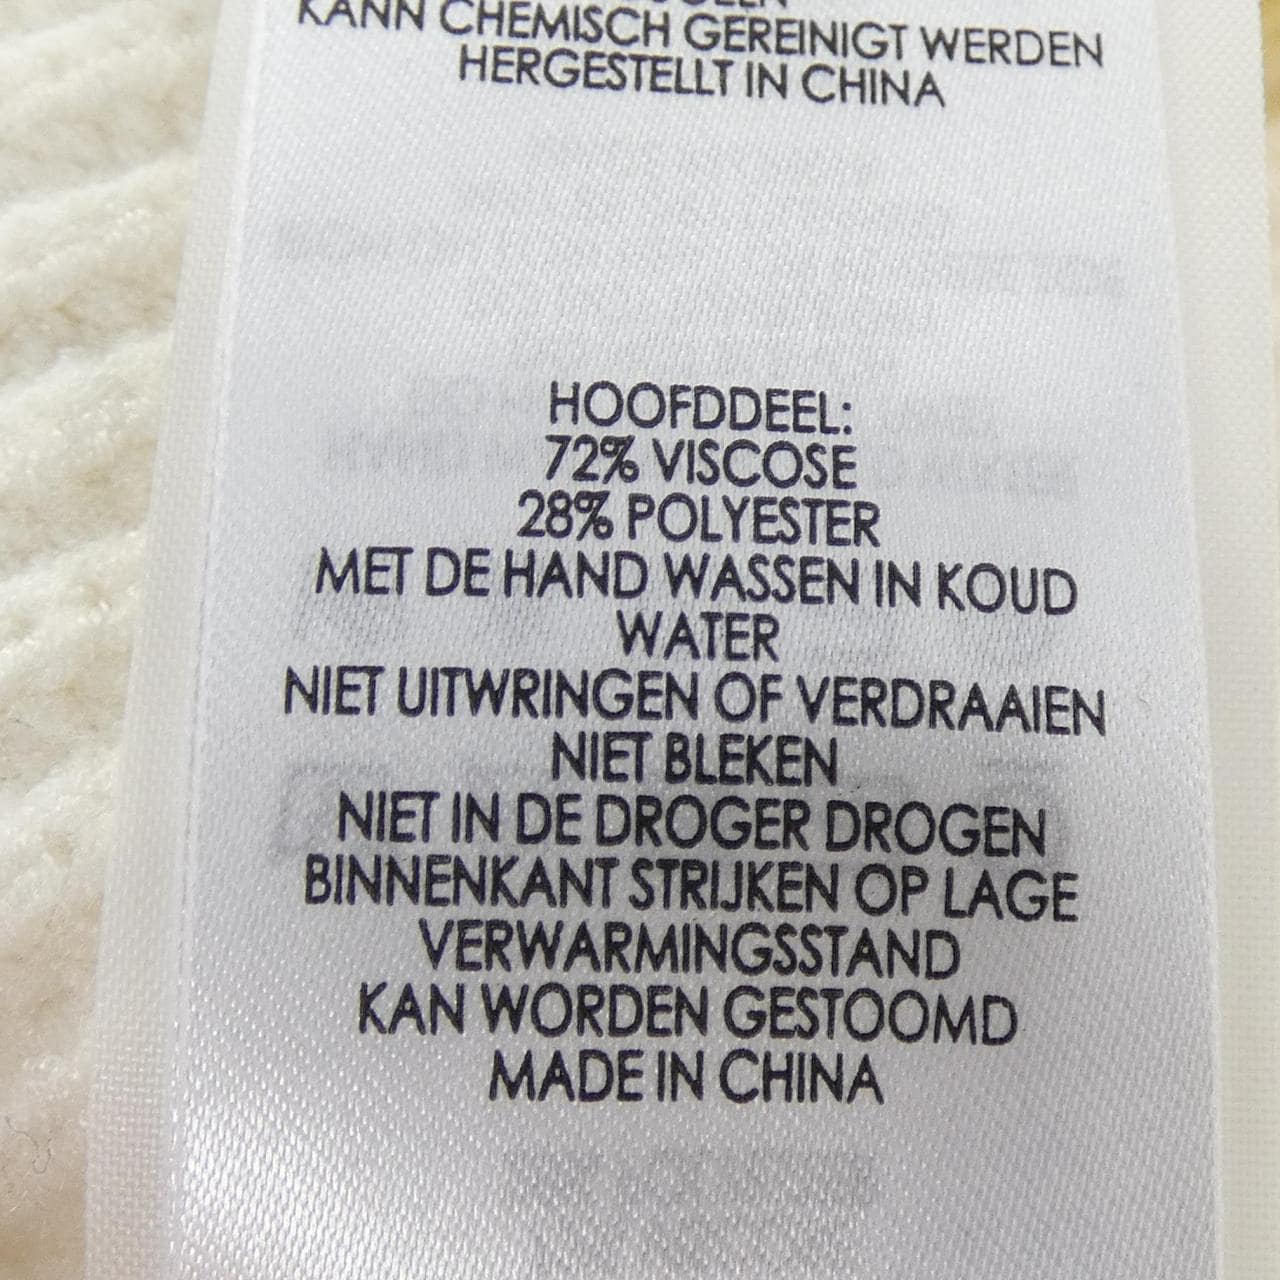 KANN CHEMISCH GEREINIGT WERDEN
HERGESTELLT IN CHINA
HOOFDDEEL:
72% VISCOSE
28% POLYESTER
MET DE HAND WASSEN IN KOUD
WATER
NIET UITWRINGEN OF VERDRAAIEN
NIET BLEKEN
NIET IN DE DROGER DROGEN
BINNENKANT STRIJKEN OP LAGE
VERWARMINGSSTAND
KAN WORDEN GESTOOMD
MADE IN CHINA